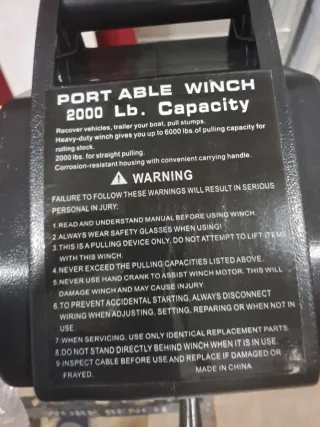 PORT ABLE WINCH
2000 Lb. Capacity
Recover vehicles, trailer your boat, pull stumps.
Heavy-duty winch gives you up to 6000 lbs.of pulling capacity for
rolling stock.
2000 lbs. for straight pulling.
Corrosion-resistant housing with convenient carrying handle.
WARNING
FAILURE TO FOLLOW THESE WARNINGS WILL RESULT IN SERIOUS
PERSONAL IN JURY:
1.READ AND UNDERSTAND MANUAL BEFORE USING WINCH.
2.ALWAYS WEAR SAFETY GLASSES WHEN USING!
3.THIS IS A PULLING DEVICE ONLY. DO NOT ATTEMPT TO LIFT ITEMS
WITH THIS WINCH.
4.NEVER EXCEED THE PULLING CAPACITIES LISTED ABOVE.
5.NEVER USE HAND CRANK TO ASSIST WINCH MOTOR. THIS WILL
DAMAGE WINCH AND MAY CAUSE INJURY
6.TO PREVENT ACCIDENTAL STARTING, ALWAYS DISCONNECT
WIRING WHEN ADJUSTING, SETTING, REPARING OR WHEN NOT IN
USE.
7.WHEN SERVICING, USE ONLY IDENTICAL REPLACEMENT PARTS.
8.DO NOT STAND DIRECTLY BEHIND WINCH WHEN IT IS IN USE.
9.INSPECT CABLE BEFORE USE AND REPLACE IF DAMAGED OR
FRAYED.
MADE IN CHINA
WORK BENCH